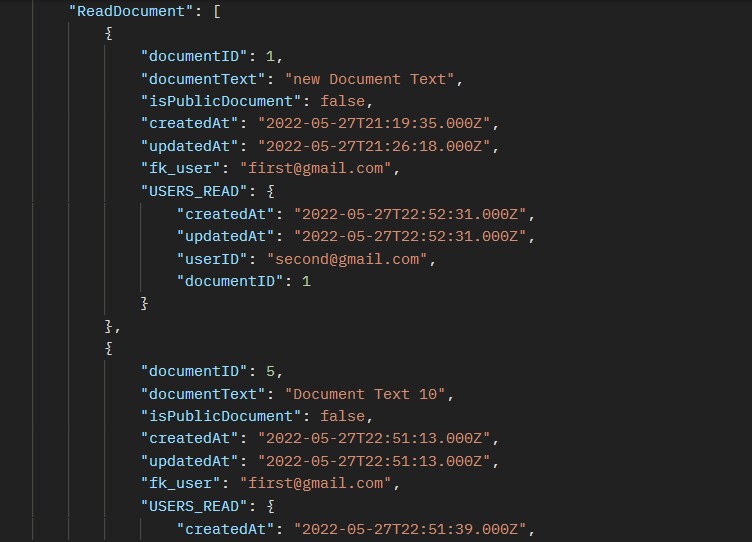 "ReadDocument": [
{
"documentID": 1,
"documentText": "new Document Text",
"isPublicDocument": false,
"createdAt": "2022-05-27T21:19:35.000Z",
"updatedAt": "2022-05-27T21:26:18.000Z",
"fk_user": "first@gmail.com",
"USERS_READ": {
"createdAt": "2022-05-27T22:52:31.000Z",
"updatedAt": "2022-05-27T22:52:31.000Z",
"userID": "second@gmail.com",
"documentID": 1
}
},
{
"documentID": 5,
"documentText": "Document Text 10",
"isPublicDocument": false,
"createdAt": "2022-05-27T22:51:13.000Z",
"updatedAt": "2022-05-27T22:51:13.000Z",
"fk_user": "first@gmail.com",
"USERS_READ": {
"createdAt": "2022-05-27T22:51:39.000Z",